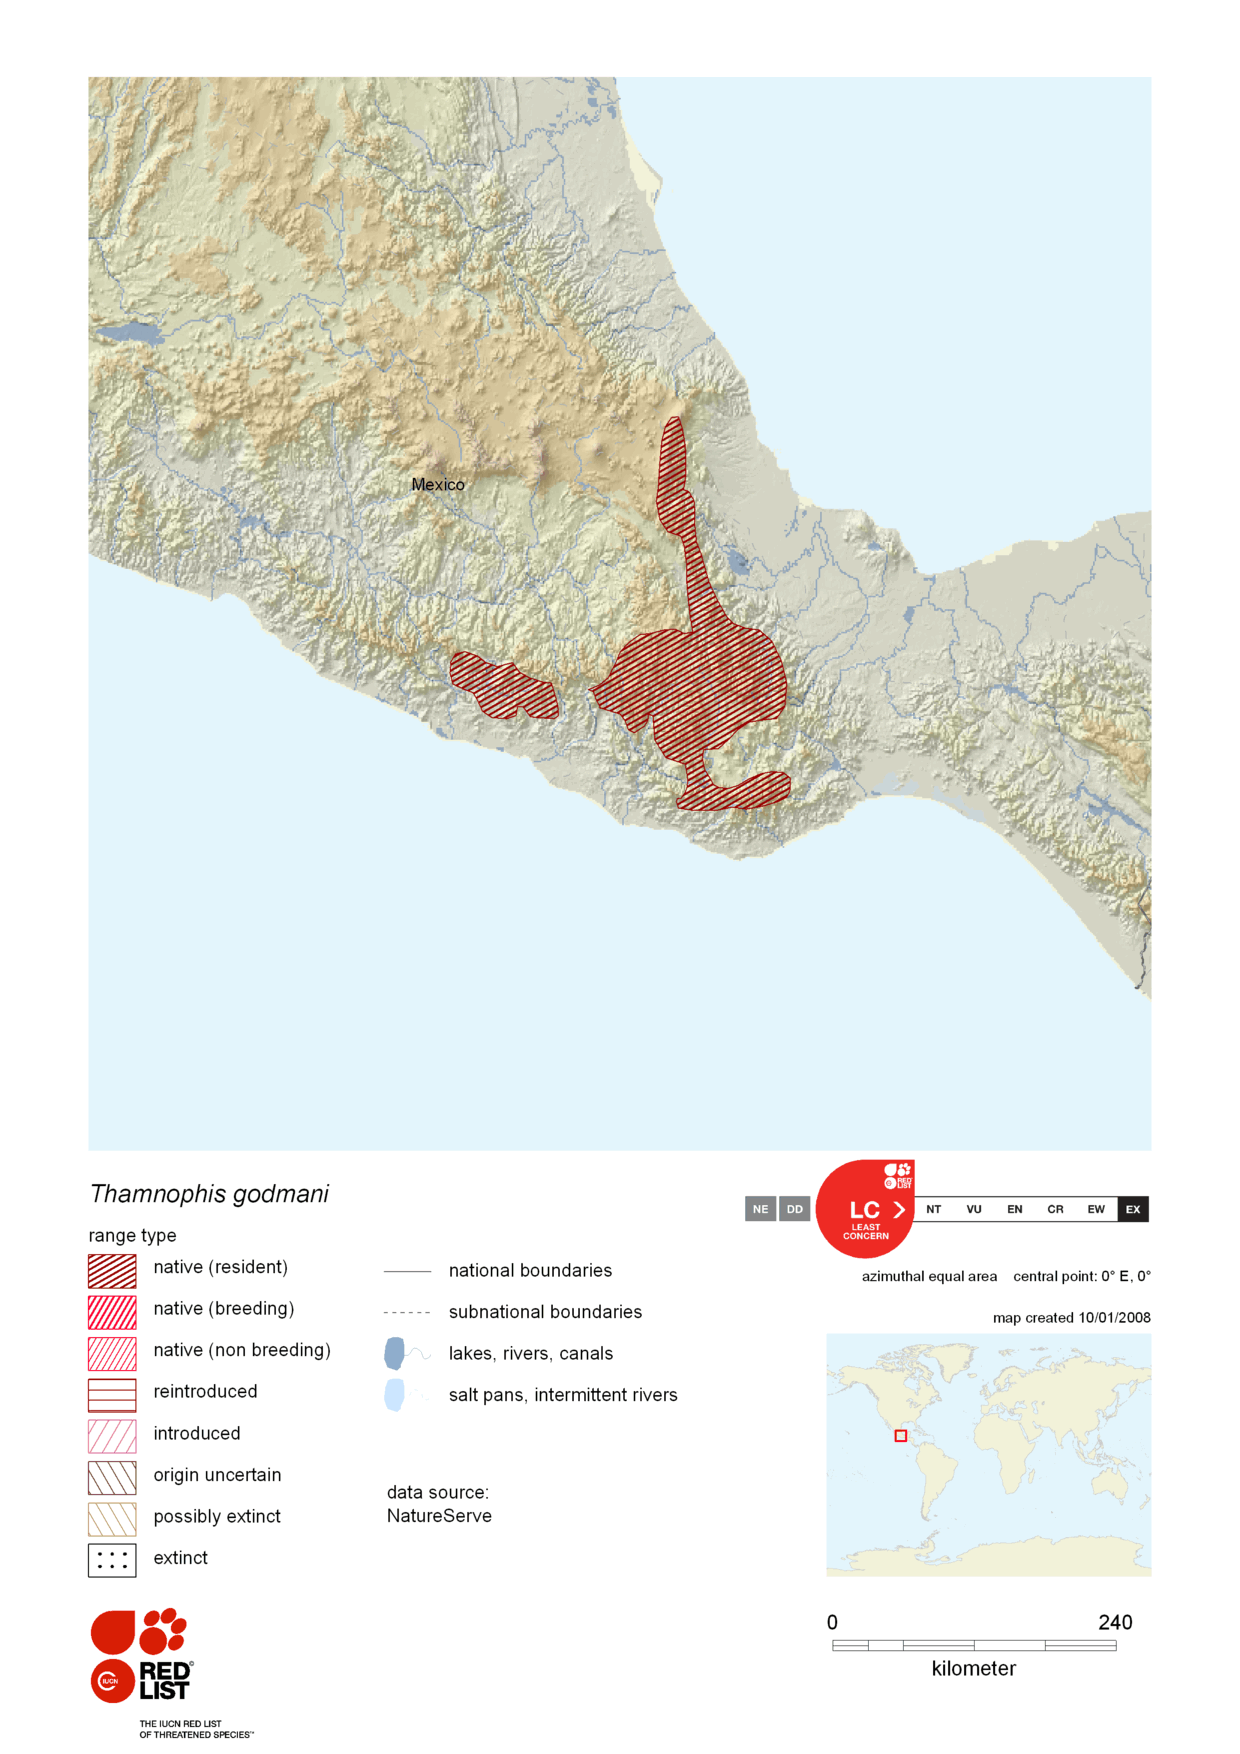 Mexico
Thamnophis godmani
range type
native (resident)
native (breeding)
native (non breeding)
reintroduced
introduced
origin uncertain
possibly extinct
extinct
national boundaries
subnational boundaries
lakes, rivers, canals
salt pans, intermittent rivers
data source:
NatureServe
NE DD LC NT VU EN CR EW EX
LEAST
CONCERN
RED
LIST
azimuthal equal area central point: 0° E, 0°
map created 10/01/2008
0 240
kilometer
IUCN
RED©
LIST
THE IUCN RED LIST
OF THREATENED SPECIES™